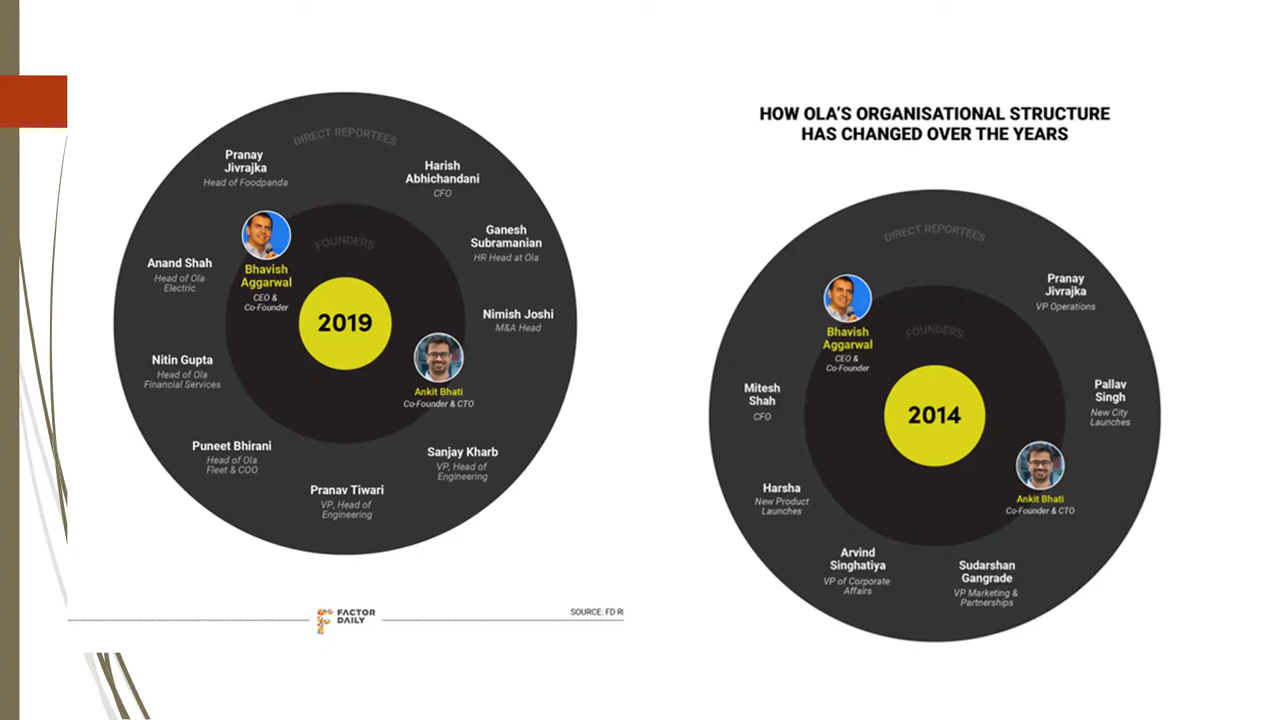 DIRECT REPORTEES
Pranay
Jivrajka
Head of Foodpanda
Harish
Abhichandani
CFO
Ganesh
Subramanian
HR Head at Ola
Anand Shah
Head of Ola
Electric
FOUNDERS
Bhavish
Aggarwal
CEO &
Co-Founder
2019
Nimish Joshi
M&A Head
Nitin Gupta
Head of Ola
Financial Services
Ankit Bhati
Co-Founder & CTO
Puneet Bhirani
Head of Ola
Fleet & COO
Sanjay Kharb
VP, Head of
Engineering
Pranav Tiwari
VP, Head of
Engineering
FACTOR
DAILY
SOURCE: FD RE
HOW OLA'S ORGANISATIONAL STRUCTURE
HAS CHANGED OVER THE YEARS
DIRECT REPORTEES
Pranay
Jivrajka
VP Operations
FOUNDERS
Bhavish
Aggarwal
CEO &
Co-Founder
2014
Mitesh
Shah
CFO
Pallav
Singh
New City
Launches
Ankit Bhati
Co-Founder & CTO
Harsha
New Product
Launches
Arvind
Singhatiya
VP of Corporate
Affairs
Sudarshan
Gangrade
VP Marketing &
Partnerships